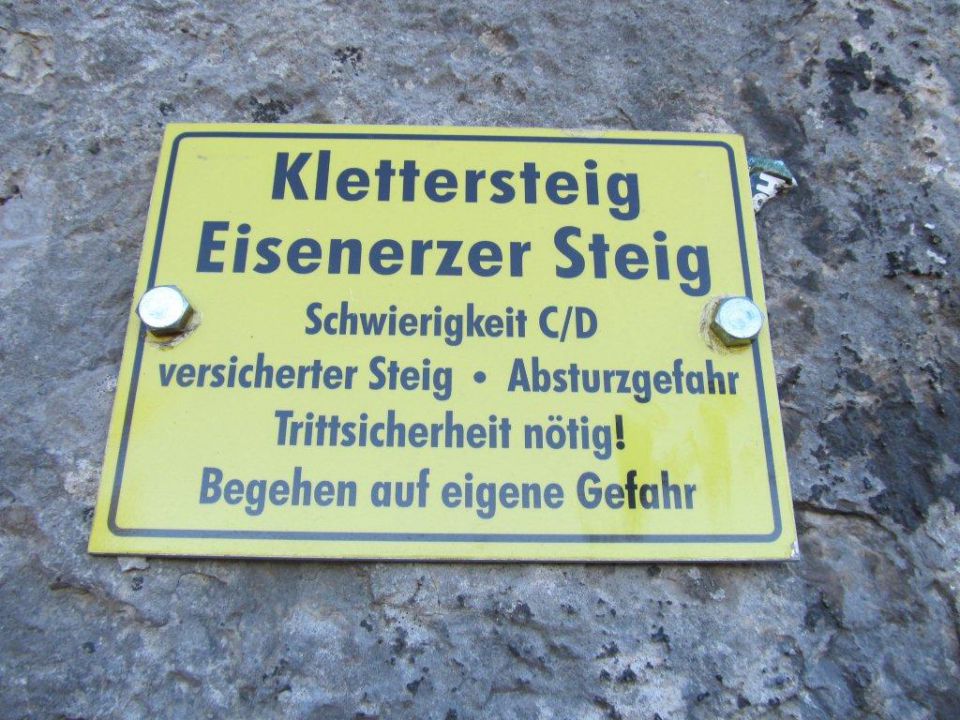 Klettersteig
Eisenerzer Steig
Schwierigkeit C/D
versicherter Steig • Absturzgefahr
Trittsicherheit nötig!
Begehen auf eigene Gefahr